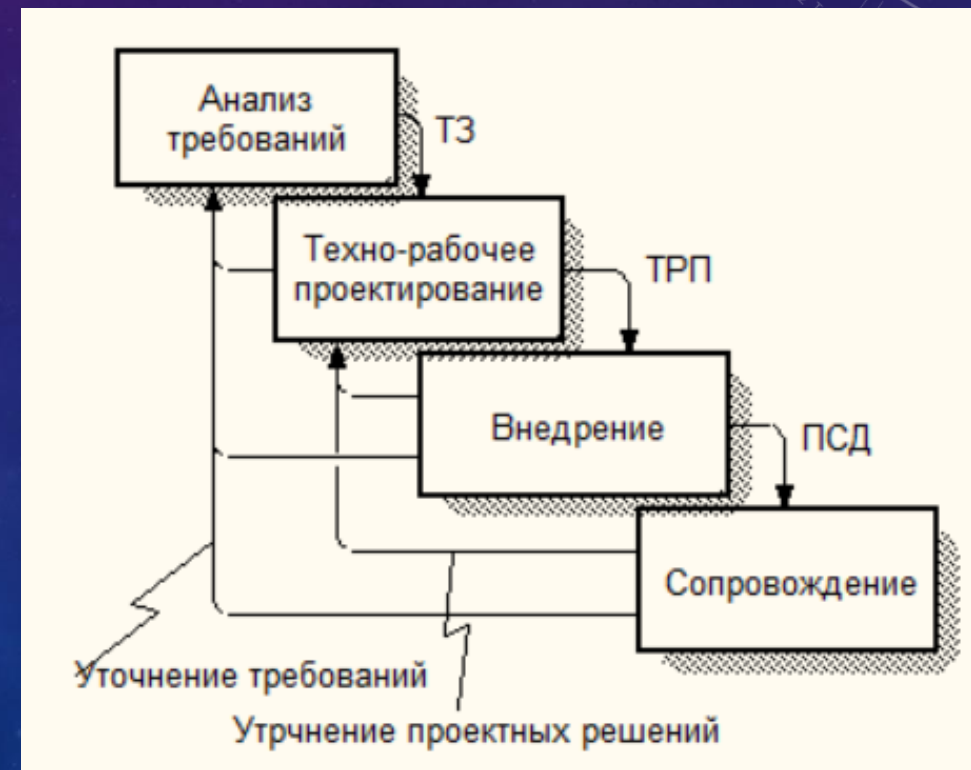 Анализ
требований
ТЗ
Техно-рабочее
проектирование
ТРП
Внедрение
ПСД
Сопровождение
Уточнение требований
Утрчнение проектных решений